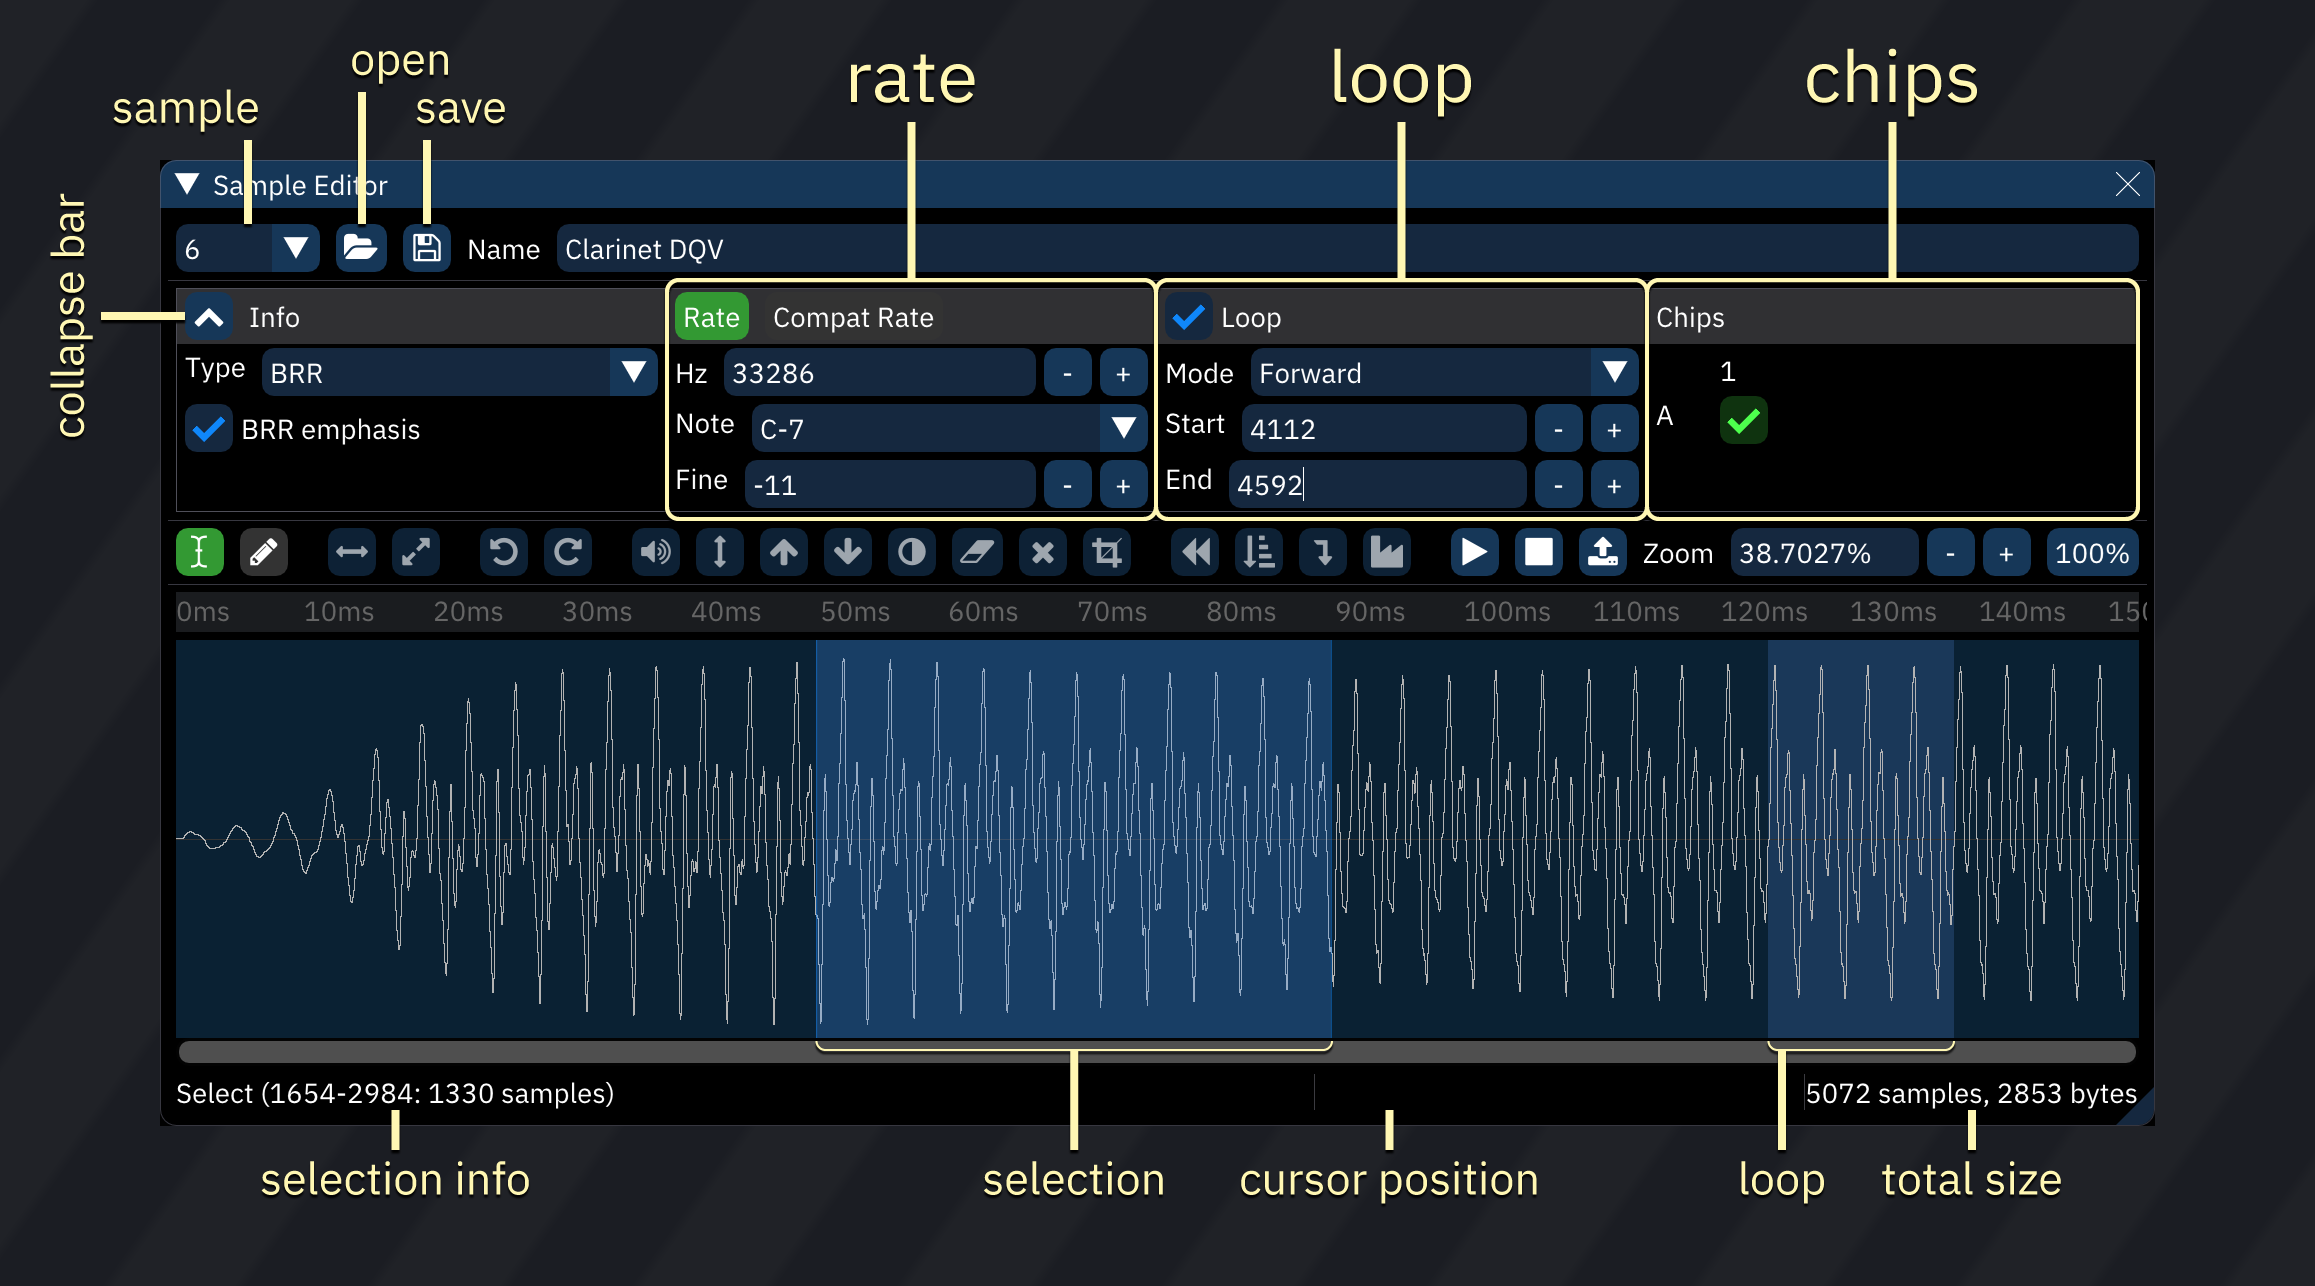 open
sample
save
rate
loop
chips
collapse bar
Sample Editor
6
Name
Clarinet DQV
Info
Rate
Compat Rate
Loop
Chips
Type
BRR
BRR emphasis
Hz
33286
-
+
Note
C-7
Fine
-11
-
+
Mode
Forward
Start
4112
-
+
End
4592
-
+
1
A
Zoom
38.7027%
-
+
100%
0ms 10ms 20ms 30ms 40ms 50ms 60ms 70ms 80ms 90ms 100ms 110ms 120ms 130ms 140ms
Select (1654-2984: 1330 samples)
5072 samples, 2853 bytes
selection info
selection
cursor position
loop
total size